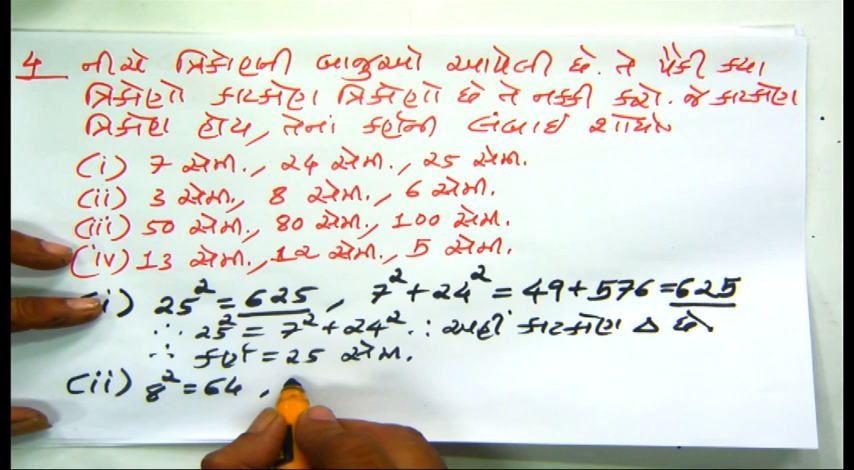 4 નીચે ત્રિકોણની બાજુઓ આપેલી છે. તે પૈકી કયા
ત્રિકોણો કાટકોણ ત્રિકોણો છે તે નક્કી કરો. જે કાટકોણ
ત્રિકોણ હોય, તેના કર્ણની લંબાઈ શોધો
(i) 7 સેમી., 24 સેમી., 25 સેમી.
(ii) 3 સેમી., 8 સેમી., 6 સેમી.
(iii) 50 સેમી., 80 સેમી., 100 સેમી.
(iv) 13 સેમી., 12 સેમી., 5 સેમી.
(i) 25² = 625, 7² + 24² = 49 + 576 = 625
∴ 25² = 7² + 24² ∴ અહીં કાટકોણ Δ છે
∴ કર્ણ = 25 સેમી.
(ii) 8² = 64,